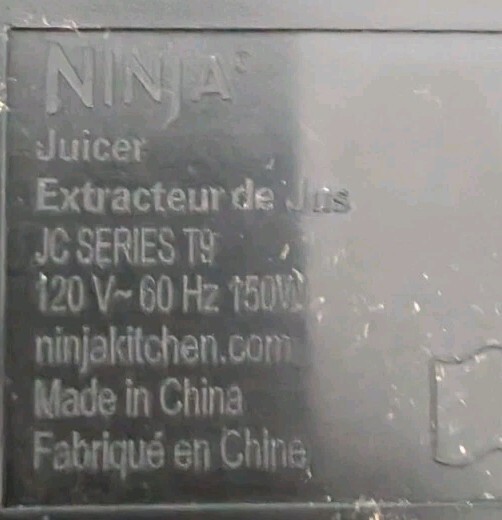 NINJA®
Juicer
Extracteur de Jus
JC SERIES T9
120 V~ 60 Hz 150W
ninjakitchen.com
Made in China
Fabriqué en Chine